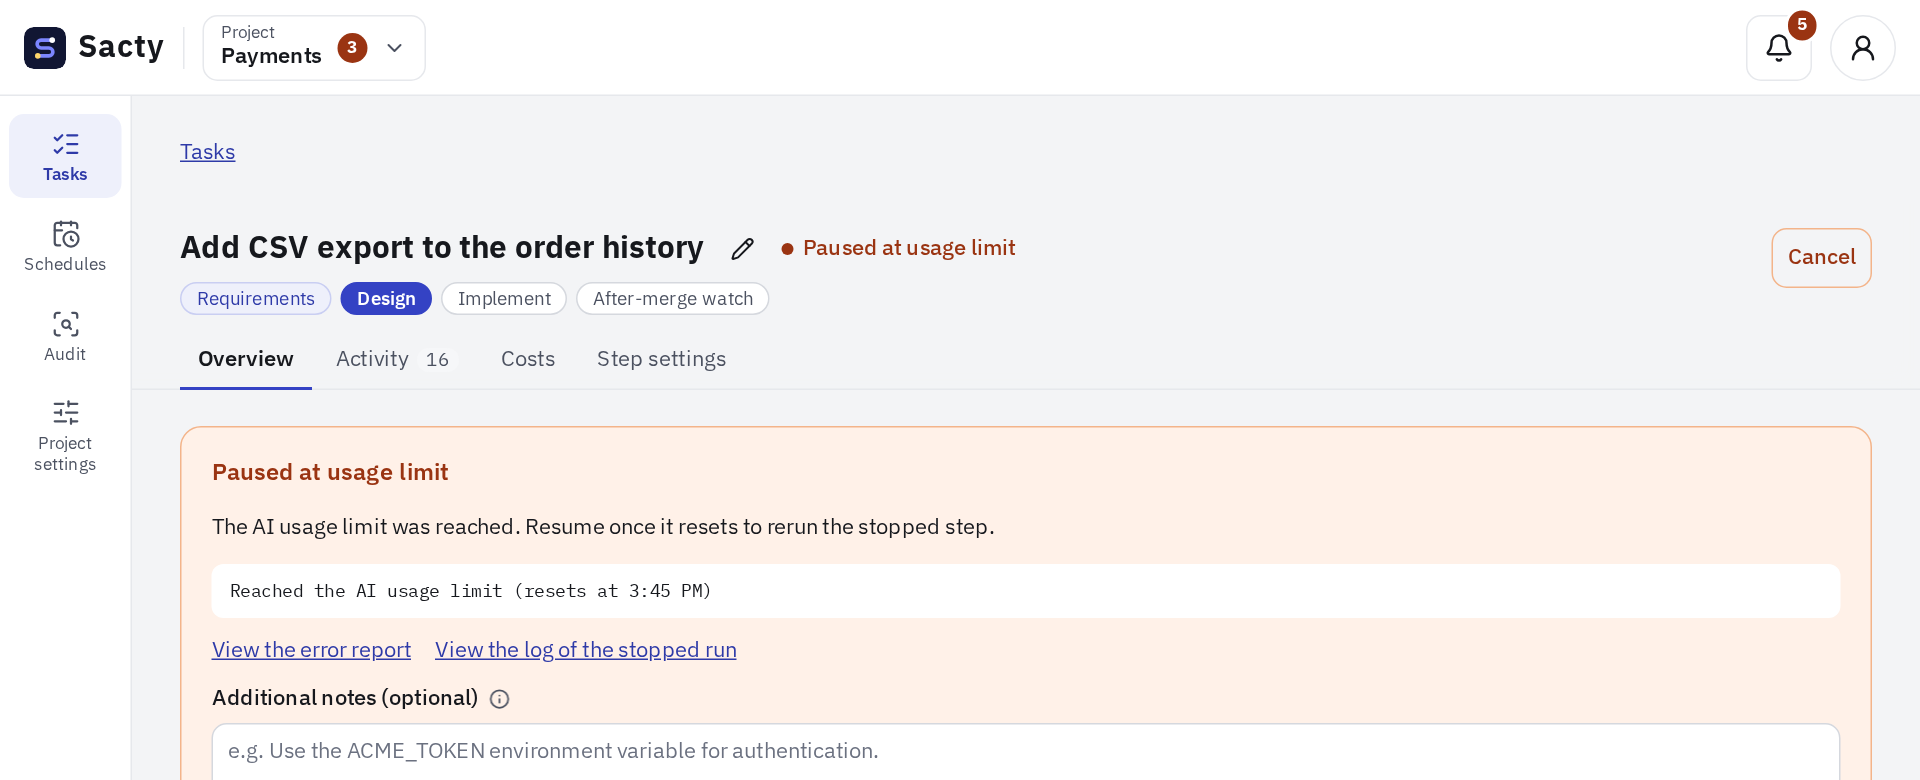 Sacty
Project
Payments 3
5
Tasks
Schedules
Audit
Project
settings
Tasks
Add CSV export to the order history
Paused at usage limit
Cancel
Requirements
Design
Implement
After-merge watch
Overview
Activity 16
Costs
Step settings
Paused at usage limit
The AI usage limit was reached. Resume once it resets to rerun the stopped step.
Reached the AI usage limit (resets at 3:45 PM)
View the error report
View the log of the stopped run
Additional notes (optional)
e.g. Use the ACME_TOKEN environment variable for authentication.